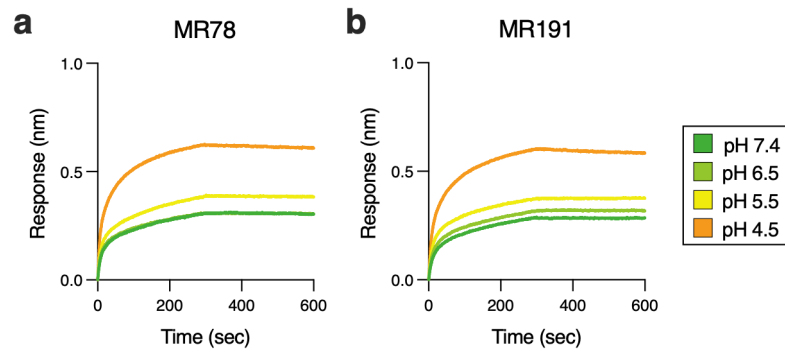 a
MR78
1.0
0.5
0.0
Response (nm)
0
200
400
600
Time (sec)
b
MR191
1.0
0.5
0.0
Response (nm)
0
200
400
600
Time (sec)
pH 7.4
pH 6.5
pH 5.5
pH 4.5